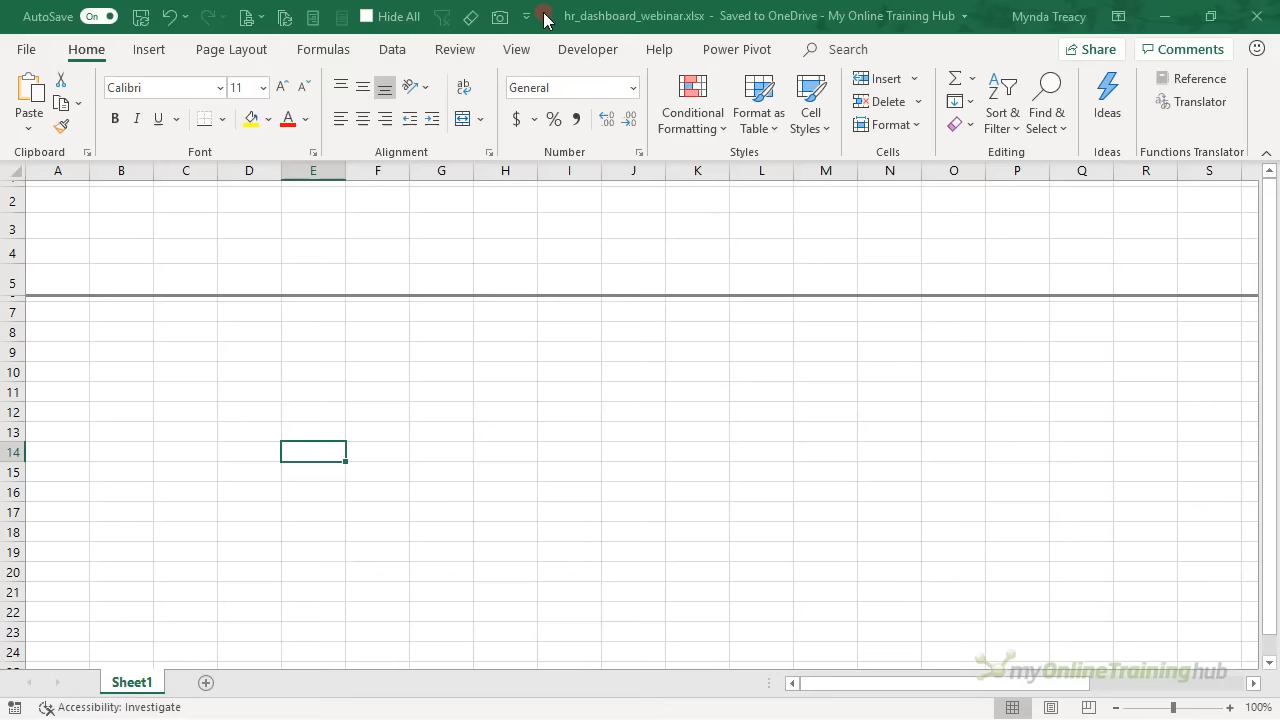 AutoSave On Hide All hr_dashboard_webinar.xlsx - Saved to OneDrive - My Online Training Hub Mynda Treacy
File Home Insert Page Layout Formulas Data Review View Developer Help Power Pivot Search Share Comments
Paste
Clipboard
Calibri 11
B I U A
Font
Alignment
General
$ % ,
Number
Conditional Formatting
Format as Table
Cell Styles
Styles
Insert
Delete
Format
Cells
Sort & Filter
Find & Select
Editing
Ideas
Ideas
Reference
Translator
Functions Translator
A B C D E F G H I J K L M N O P Q R S
2
3
4
5
7
8
9
10
11
12
13
14
15
16
17
18
19
20
21
22
23
24
Sheet1
myOnlineTraininghub
Accessibility: Investigate 100%